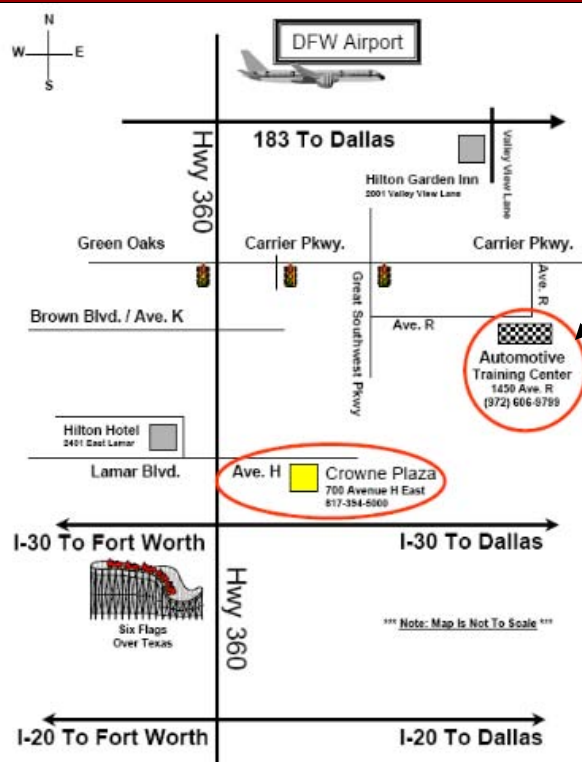 N
W E
S
DFW Airport
183 To Dallas
Hwy 360
Valley View Lane
Hilton Garden Inn
2001 Valley View Lane
Green Oaks
Carrier Pkwy.
Carrier Pkwy.
Great Southwest Pkwy
Ave. R
Ave. R
Brown Blvd. / Ave. K
Automotive
Training Center
1450 Ave. R
(972) 606-9799
Hilton Hotel
2401 East Lamar
Lamar Blvd.
Ave. H
Crowne Plaza
700 Avenue H East
817-394-5000
I-30 To Fort Worth
I-30 To Dallas
Hwy 360
Six Flags
Over Texas
*** Note: Map Is Not To Scale ***
I-20 To Fort Worth
I-20 To Dallas